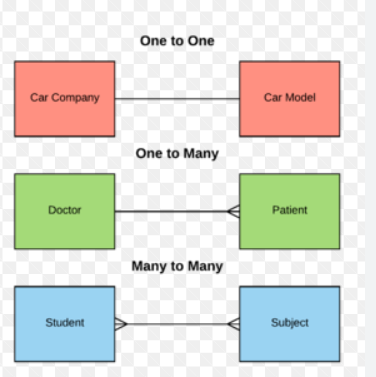 One to One
Car Company
Car Model
One to Many
Doctor
Patient
Many to Many
Student
Subject